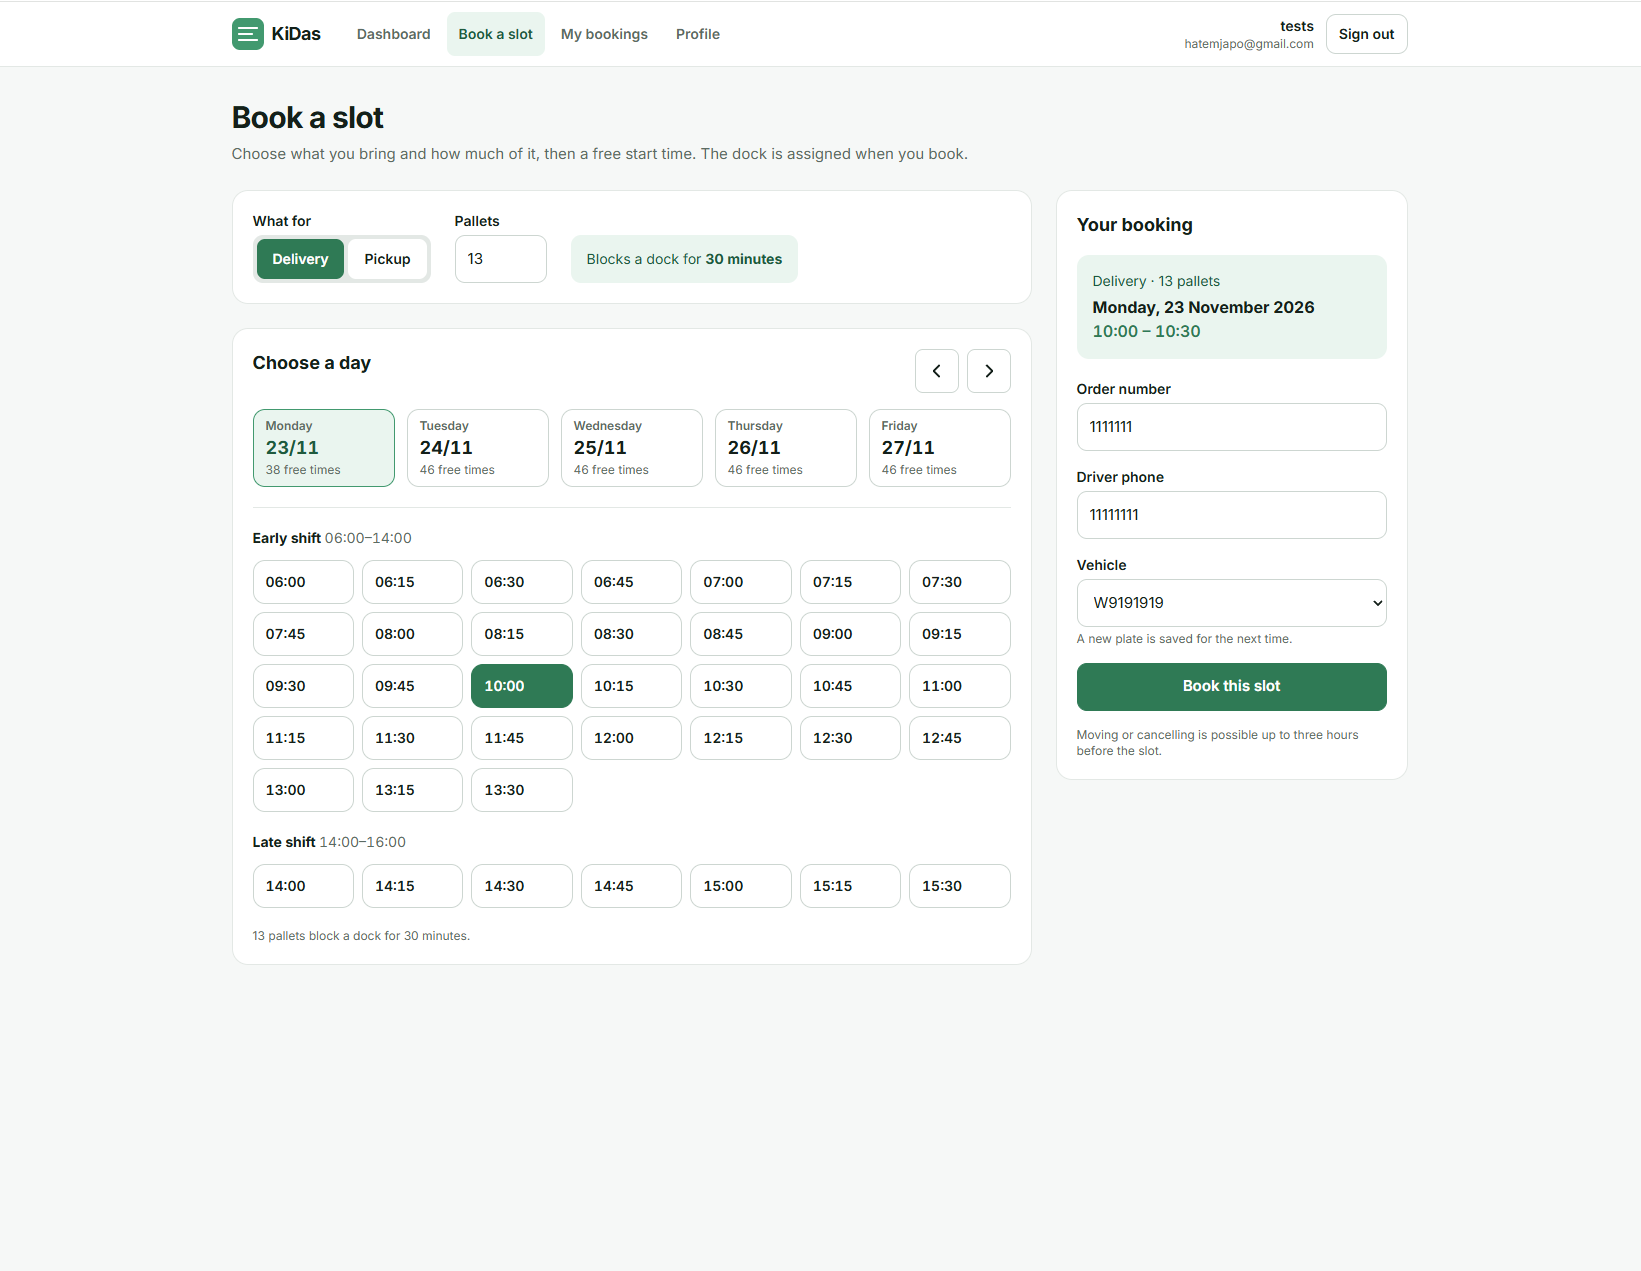 KiDas
Dashboard
Book a slot
My bookings
Profile
tests
hatemjapo@gmail.com
Sign out
Book a slot
Choose what you bring and how much of it, then a free start time. The dock is assigned when you book.
What for
Delivery
Pickup
Pallets
13
Blocks a dock for 30 minutes
Choose a day
Monday
23/11
38 free times
Tuesday
24/11
46 free times
Wednesday
25/11
46 free times
Thursday
26/11
46 free times
Friday
27/11
46 free times
Early shift 06:00–14:00
06:00 06:15 06:30 06:45 07:00 07:15 07:30
07:45 08:00 08:15 08:30 08:45 09:00 09:15
09:30 09:45 10:00 10:15 10:30 10:45 11:00
11:15 11:30 11:45 12:00 12:15 12:30 12:45
13:00 13:15 13:30
Late shift 14:00–16:00
14:00 14:15 14:30 14:45 15:00 15:15 15:30
13 pallets block a dock for 30 minutes.
Your booking
Delivery · 13 pallets
Monday, 23 November 2026
10:00 – 10:30
Order number
1111111
Driver phone
11111111
Vehicle
W9191919
A new plate is saved for the next time.
Book this slot
Moving or cancelling is possible up to three hours
before the slot.